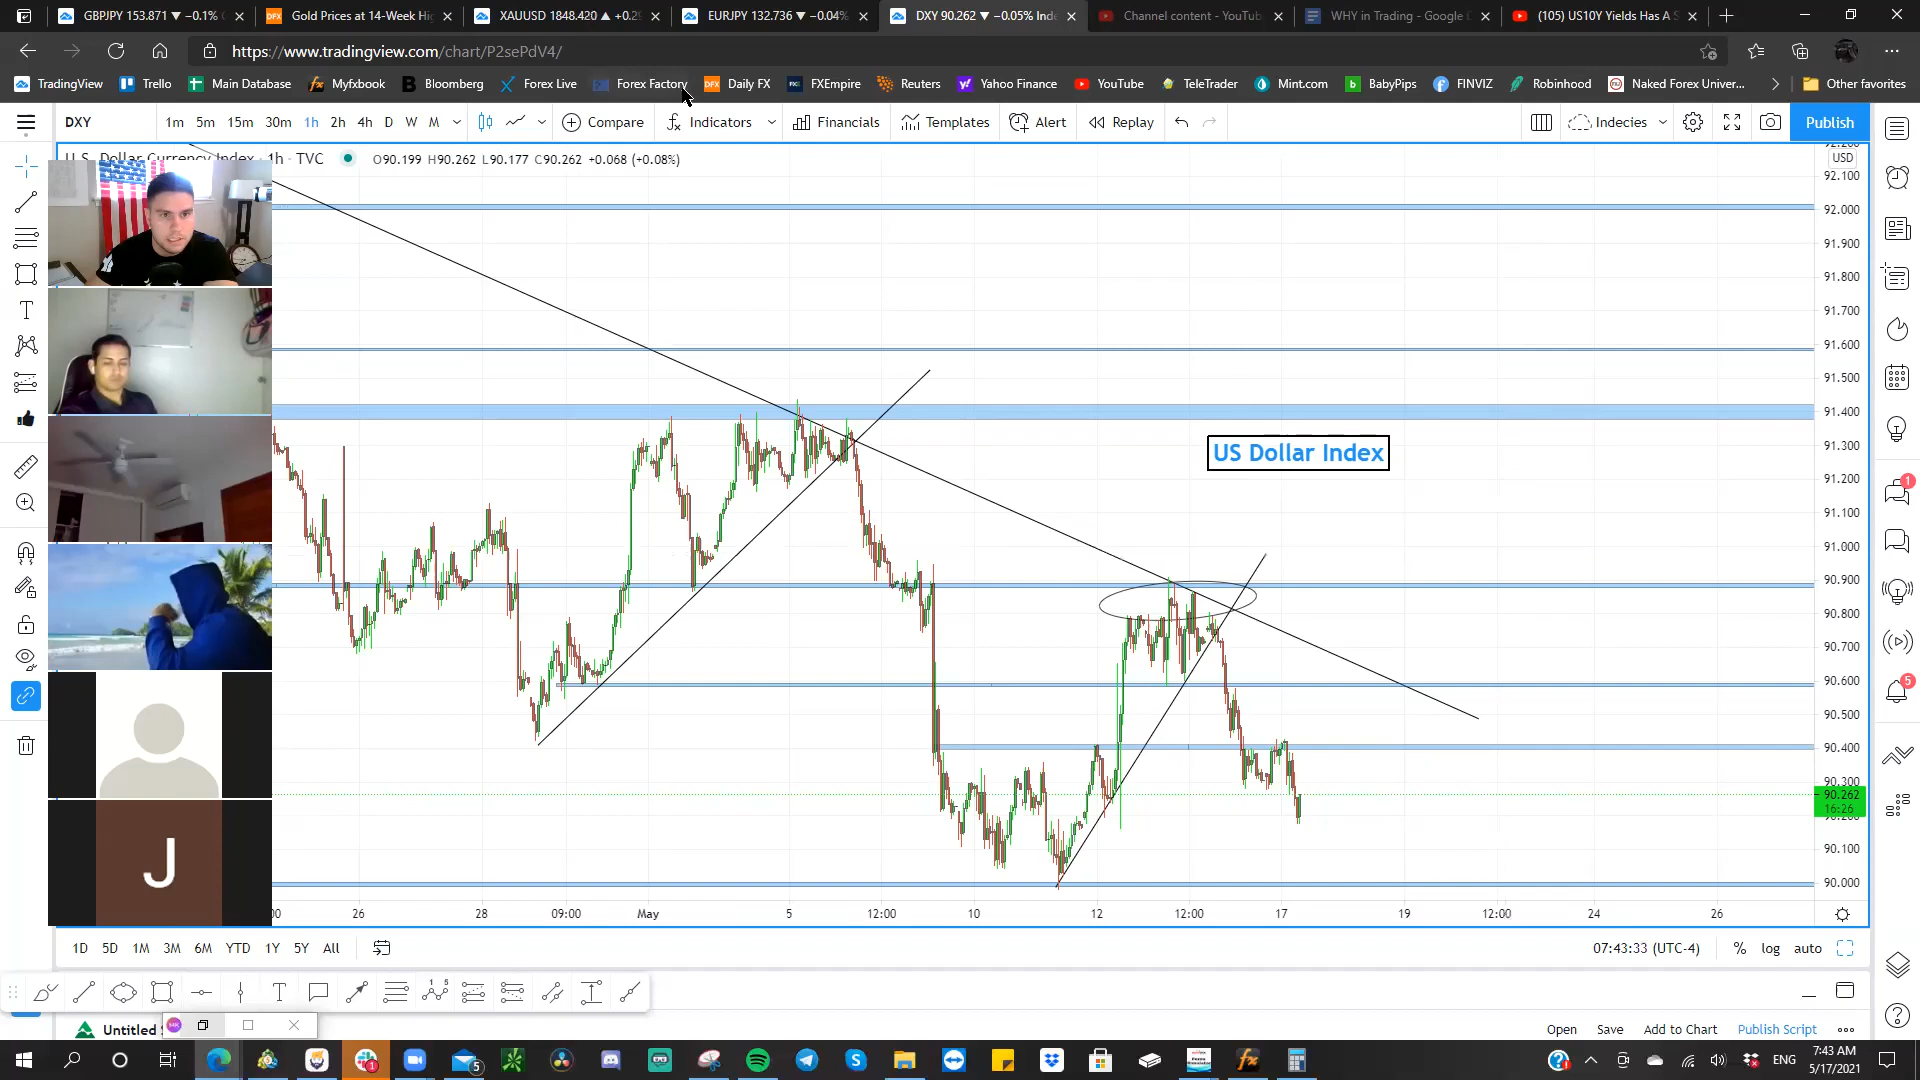 GBPJPY 153.871 ▼ −0.1% (
Gold Prices at 14-Week Hi
XAUUSD 1848.420 ▲ +0.2
EURJPY 132.736 ▼ −0.04%
DXY 90.262 ▼ −0.05% Ind
Channel content - YouTub
WHY in Trading - Google D
(105) US10Y Yields Has A S
https://www.tradingview.com/chart/P2sePdV4/
TradingView
Trello
Main Database
Myfxbook
Bloomberg
Forex Live
Forex Factory
Daily FX
FXEmpire
Reuters
Yahoo Finance
YouTube
TeleTrader
Mint.com
BabyPips
FINVIZ
Robinhood
Naked Forex Univer...
Other favorites
DXY
1m 5m 15m 30m 1h 2h 4h D W M
Compare
Indicators
Financials
Templates
Alert
Replay
Indecies
Publish
U.S. Dollar Currency Index · 1h · TVC
O90.199 H90.262 L90.177 C90.262 +0.068 (+0.08%)
USD
92.100
92.000
91.900
91.800
91.700
91.600
91.500
91.400
91.300
91.200
91.100
91.000
90.900
90.800
90.700
90.600
90.500
90.400
90.300
90.262
16:26
90.100
90.000
US Dollar Index
J
26 28 09:00 May 5 12:00 10 12 12:00 17 19 12:00 24 26
1D 5D 1M 3M 6M YTD 1Y 5Y All
07:43:33 (UTC-4)
% log auto
Untitled
Open Save Add to Chart Publish Script
ENG
7:43 AM
5/17/2021